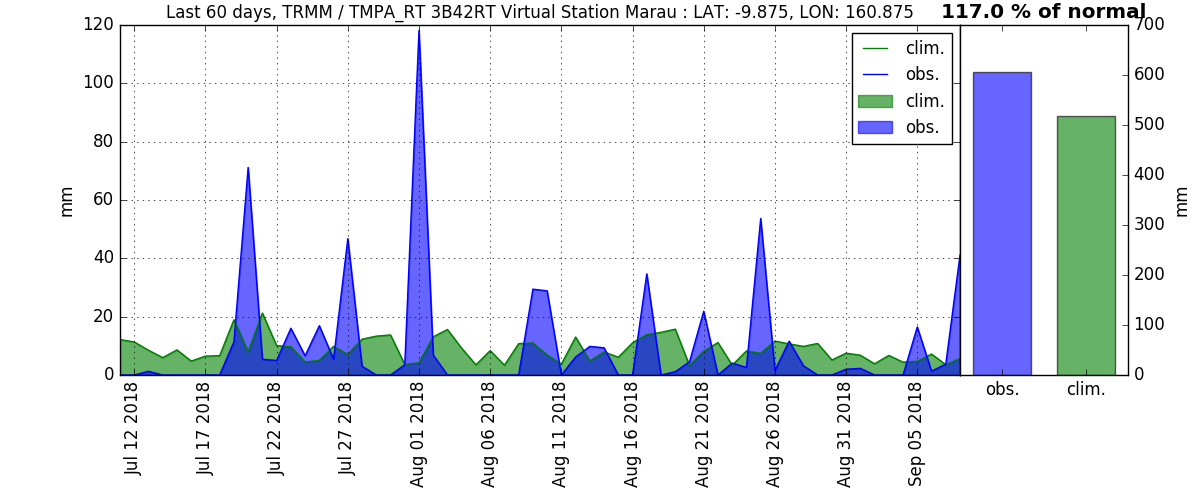 Last 60 days, TRMM / TMPA_RT 3B42RT Virtual Station Marau : LAT: -9.875, LON: 160.875
117.0 % of normal
120
100
80
60
40
20
0
mm
clim.
obs.
clim.
obs.
700
600
500
400
300
200
100
0
mm
Jul 12 2018
Jul 17 2018
Jul 22 2018
Jul 27 2018
Aug 01 2018
Aug 06 2018
Aug 11 2018
Aug 16 2018
Aug 21 2018
Aug 26 2018
Aug 31 2018
Sep 05 2018
obs.
clim.